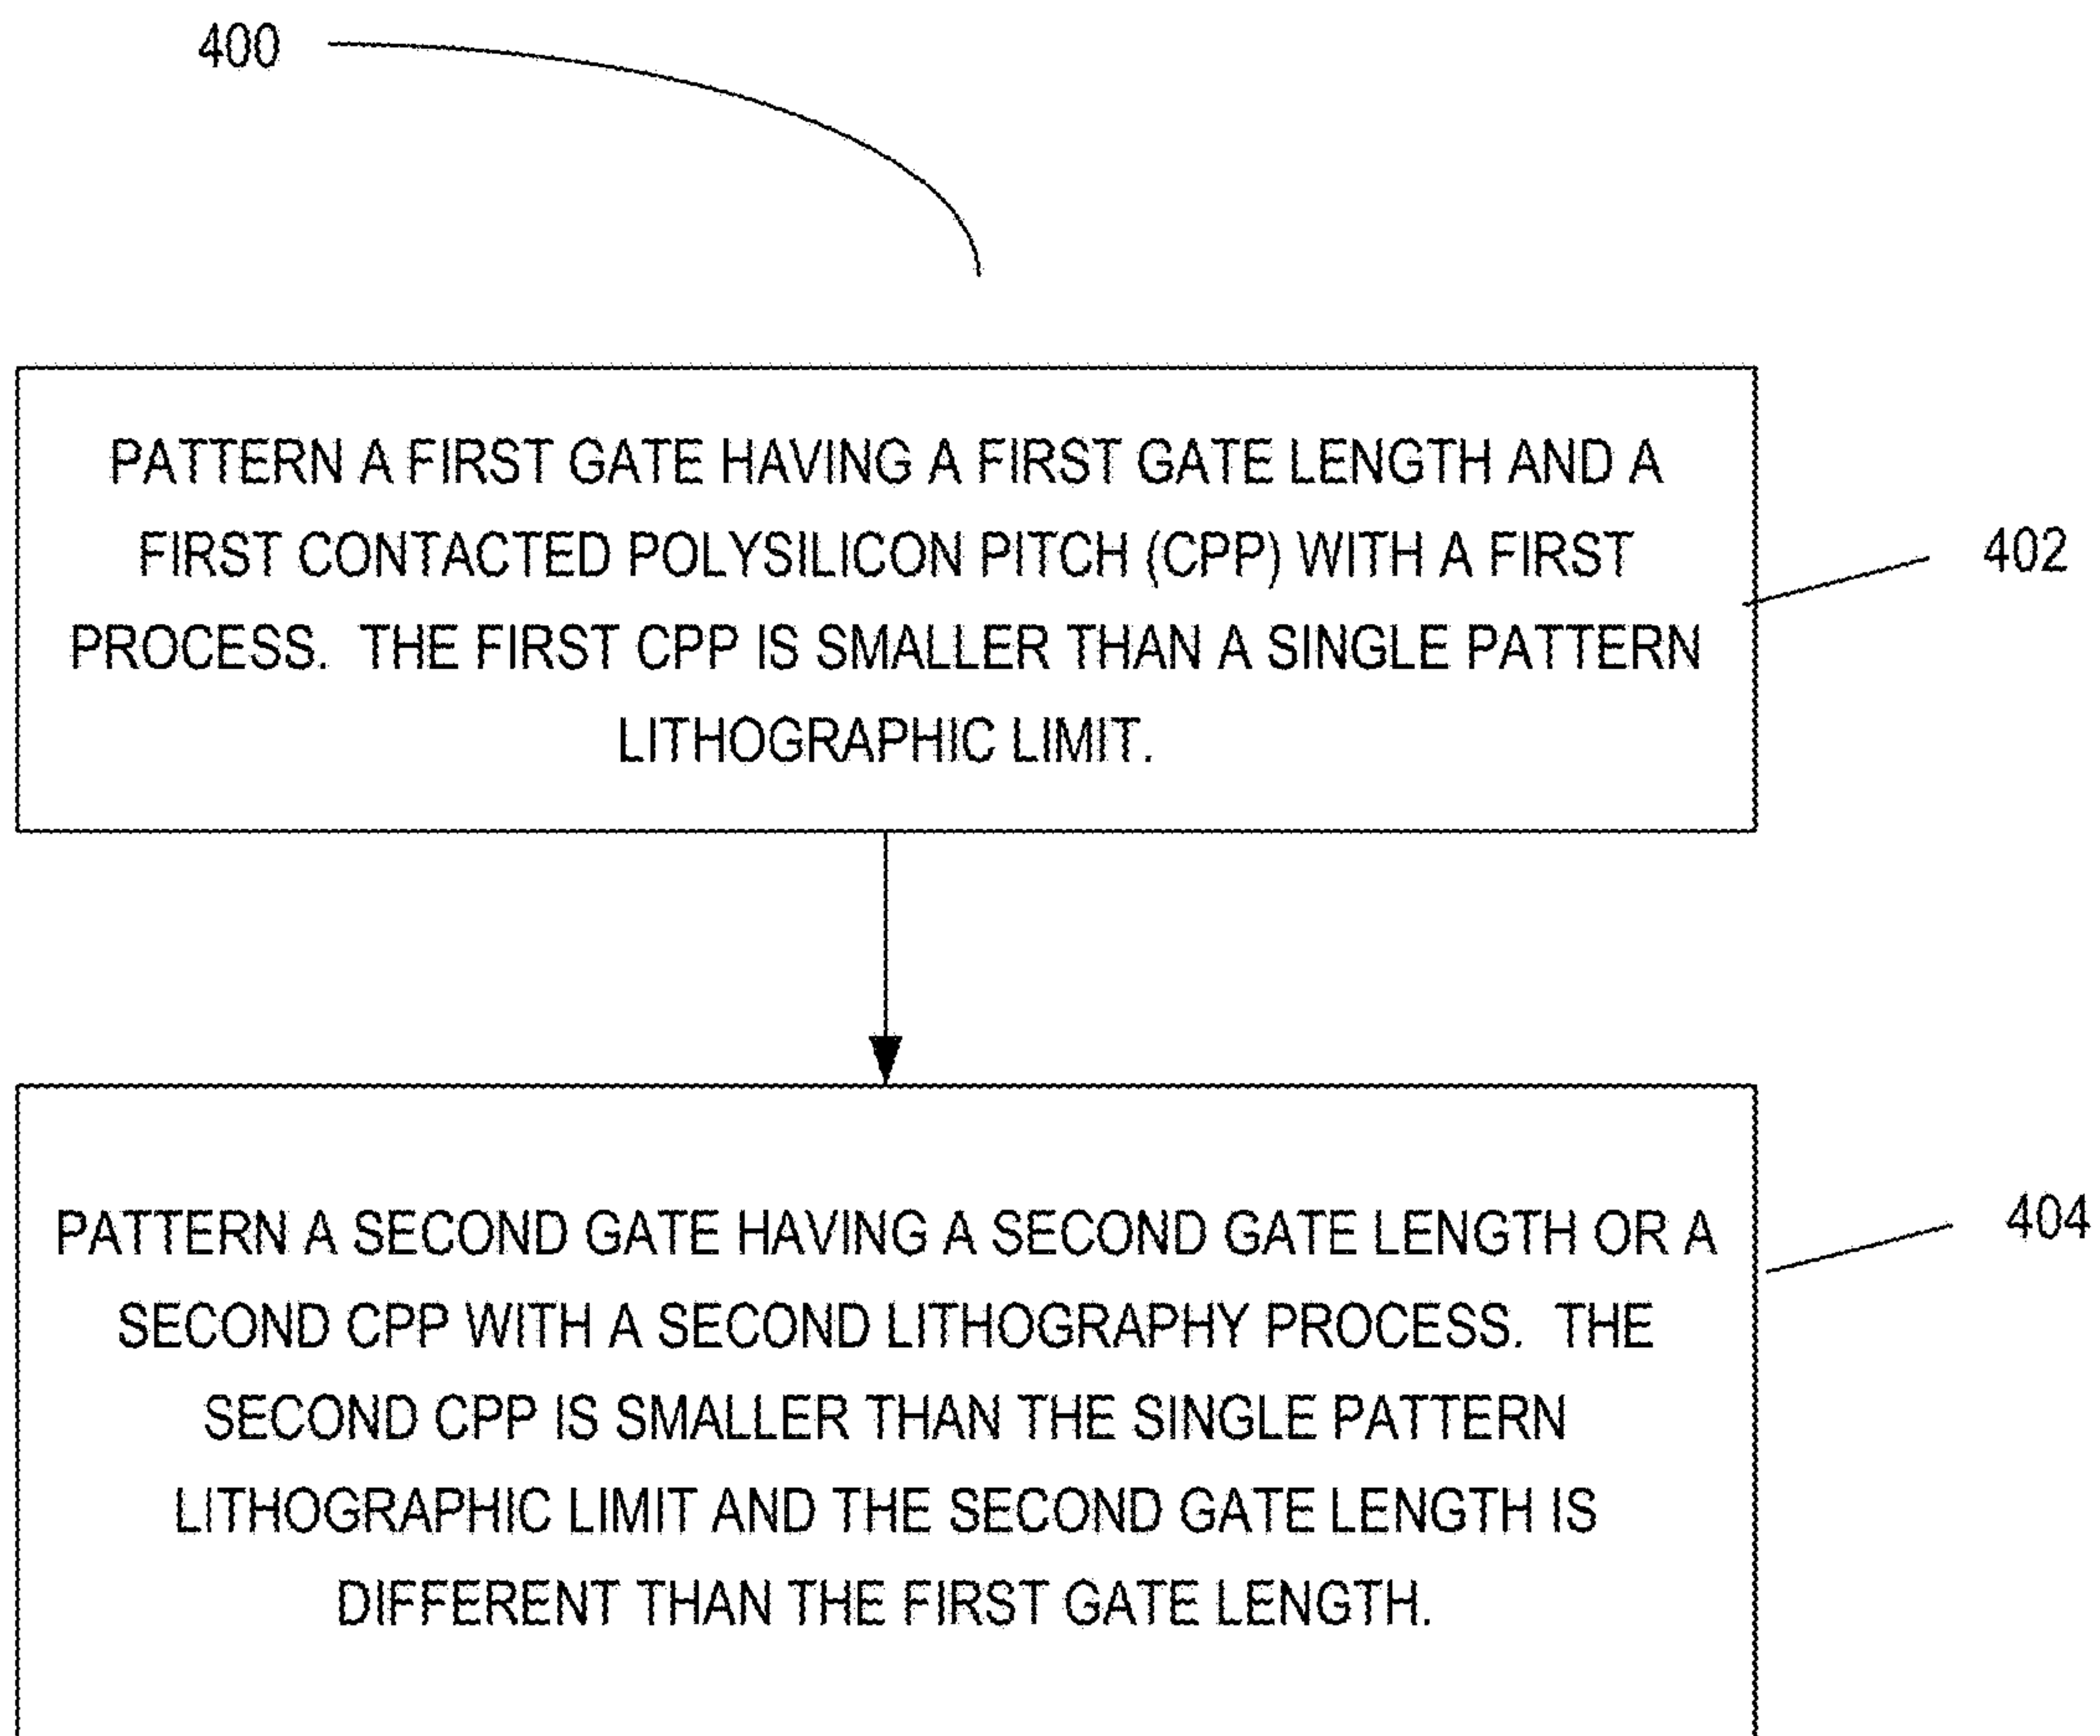 400
PATTERN A FIRST GATE HAVING A FIRST GATE LENGTH AND A
FIRST CONTACTED POLYSILICON PITCH (CPP) WITH A FIRST
PROCESS. THE FIRST CPP IS SMALLER THAN A SINGLE PATTERN
LITHOGRAPHIC LIMIT.
402
PATTERN A SECOND GATE HAVING A SECOND GATE LENGTH OR A
SECOND CPP WITH A SECOND LITHOGRAPHY PROCESS. THE
SECOND CPP IS SMALLER THAN THE SINGLE PATTERN
LITHOGRAPHIC LIMIT AND THE SECOND GATE LENGTH IS
DIFFERENT THAN THE FIRST GATE LENGTH.
404